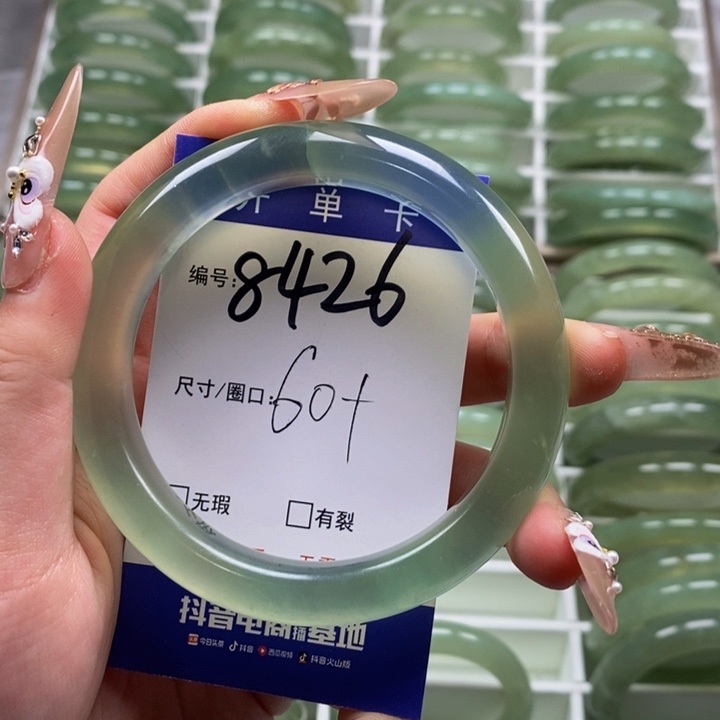 开单卡
编号:8426
尺寸/圈口:60+
□无瑕 □有裂
抖音电商直播基地
今日头条 抖音 西瓜视频 抖音火山版